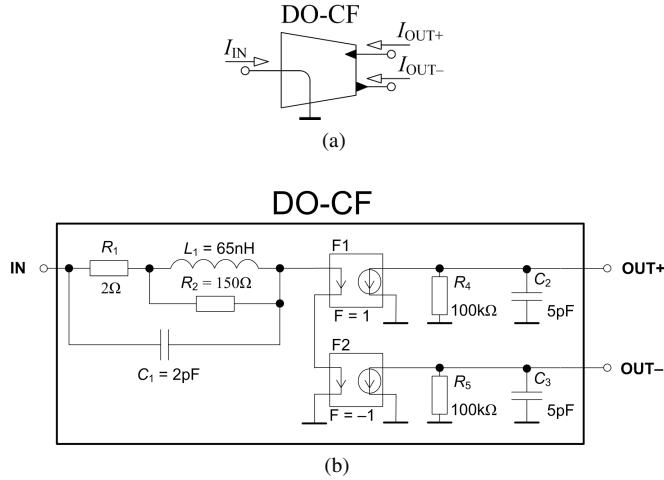 DO-CF
I_IN
I_OUT+
I_OUT–
(a)
DO-CF
IN
R₁
2Ω
L₁ = 65nH
R₂ = 150Ω
C₁ = 2pF
F1
F = 1
R₄
100kΩ
C₂
5pF
OUT+
F2
F = –1
R₅
100kΩ
C₃
5pF
OUT–
(b)